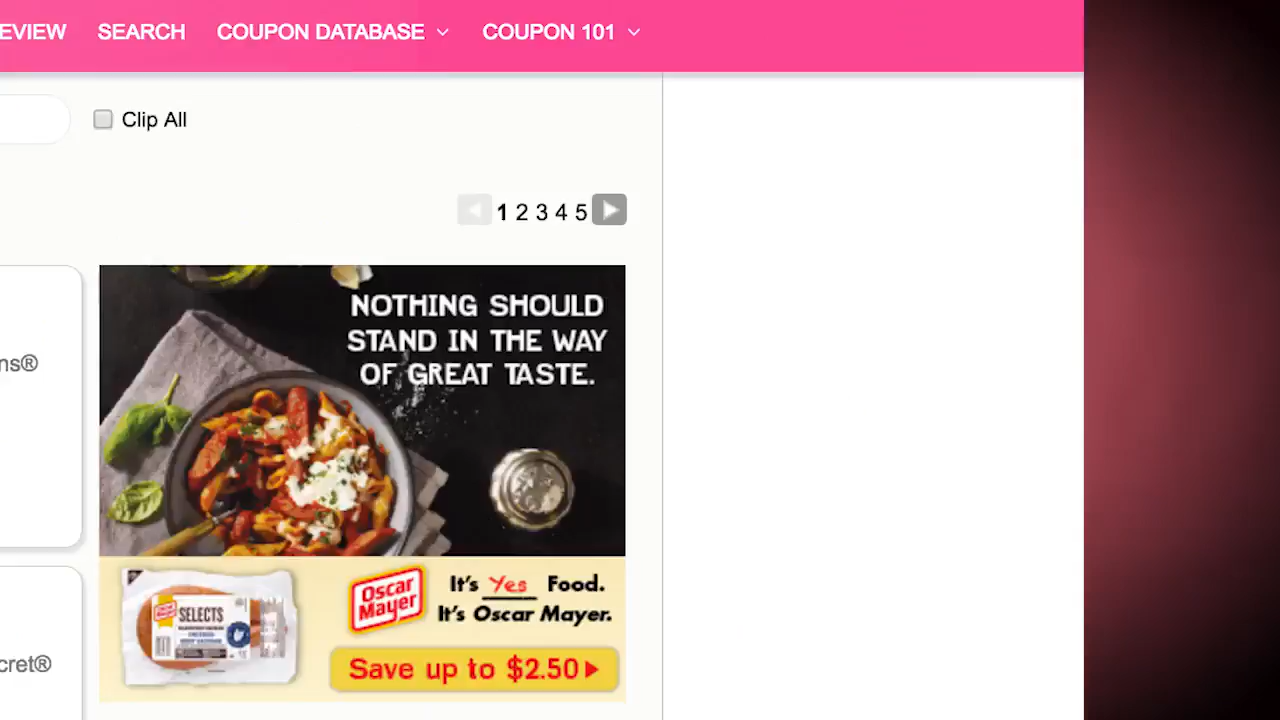 EVIEW SEARCH COUPON DATABASE COUPON 101
Clip All
1 2 3 4 5
NOTHING SHOULD
STAND IN THE WAY
OF GREAT TASTE.
ns®
Oscar
Mayer
It's Yes Food.
It's Oscar Mayer.
SELECTS
cret®
Save up to $2.50